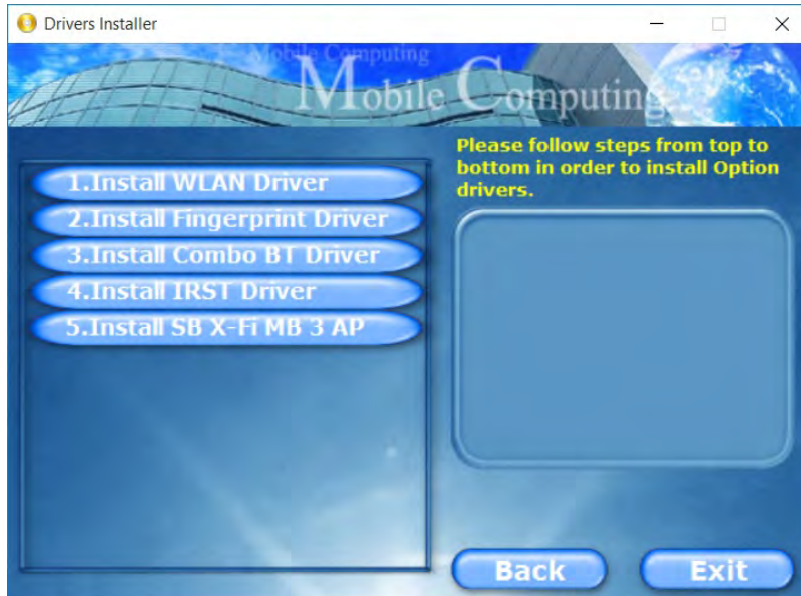 Drivers Installer
Mobile Computing
Mobile Computing
Please follow steps from top to
bottom in order to install Option
drivers.
1.Install WLAN Driver
2.Install Fingerprint Driver
3.Install Combo BT Driver
4.Install IRST Driver
5.Install SB X-Fi MB 3 AP
Back
Exit